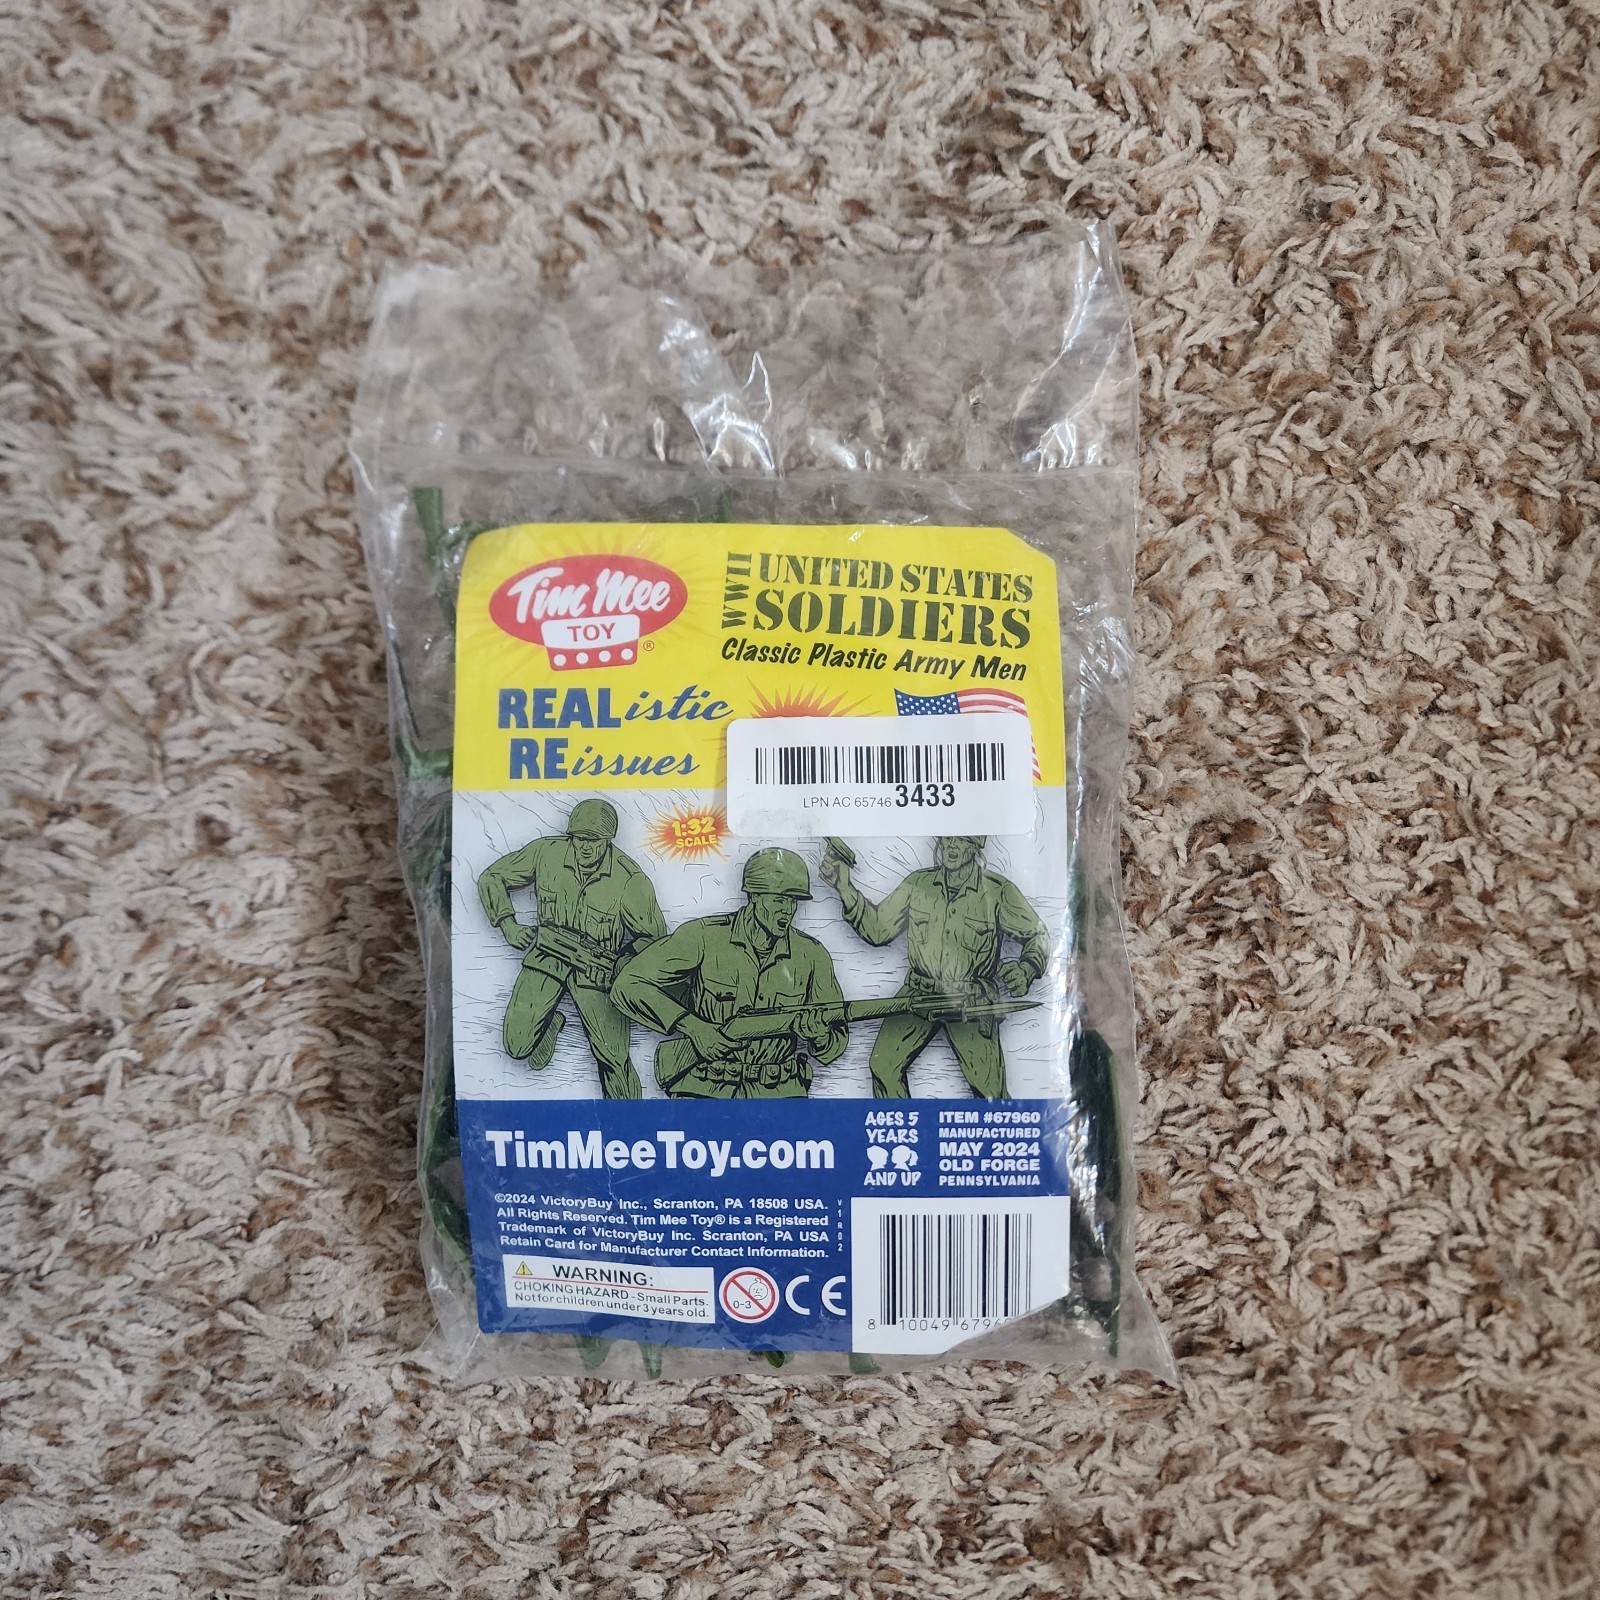 Tim Mee
TOY
®
WWII
UNITED STATES
SOLDIERS
Classic Plastic Army Men
REAListic
REissues
LPN AC 65746 3433
1:32
SCALE
TimMeeToy.com
AGES 5
YEARS
AND UP
ITEM #67960
MANUFACTURED
MAY 2024
OLD FORGE
PENNSYLVANIA
©2024 VictoryBuy Inc., Scranton, PA 18508 USA.
All Rights Reserved. Tim Mee Toy® is a Registered
Trademark of VictoryBuy Inc. Scranton, PA USA
Retain Card for Manufacturer Contact Information.
V1R02
WARNING:
CHOKING HAZARD - Small Parts.
Not for children under 3 years old.
0-3
CE
8 10049 6796